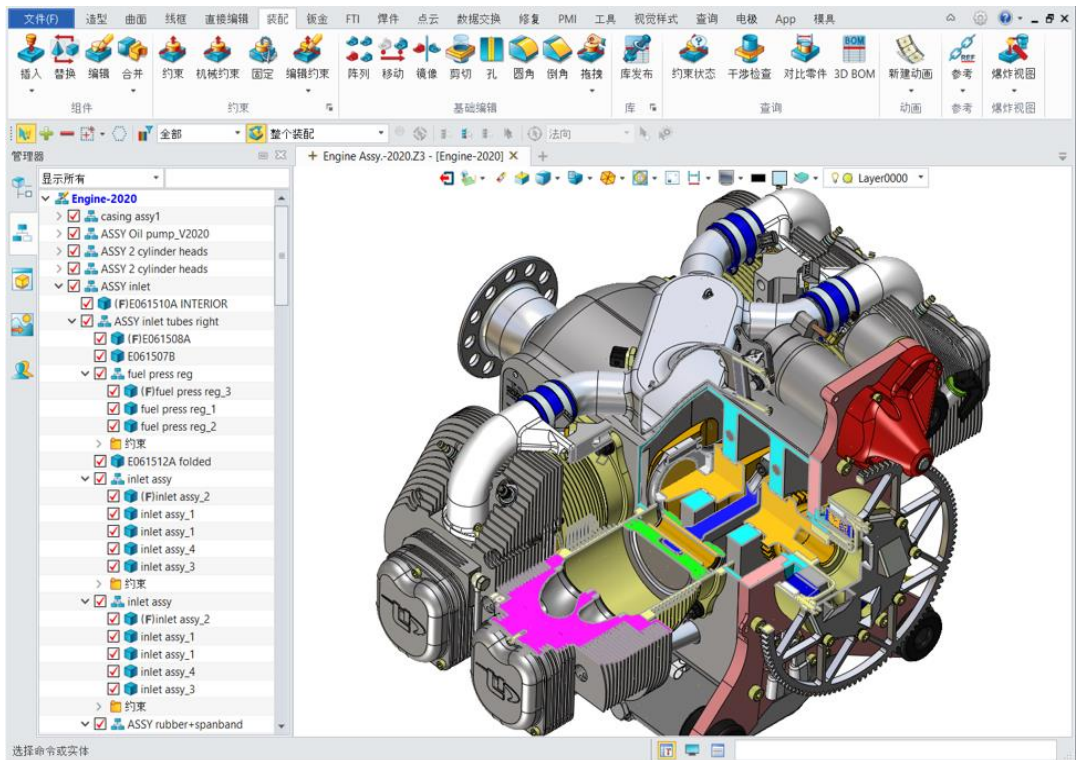 文件(F) 造型 曲面 线框 直接编辑 装配 钣金 FTI 焊件 点云 数据交换 修复 PMI 工具 视觉样式 查询 电极 App 模具
插入 替换 编辑 合并 约束 机械约束 固定 编辑约束 阵列 移动 镜像 剪切 孔 圆角 倒角 拖拽 库发布 约束状态 干涉检查 对比零件 3D BOM 新建动画 参考 爆炸视图
组件 约束 基础编辑 库 查询 动画 参考 爆炸视图
全部 整个装配 法向
管理器
+ Engine Assy.-2020.Z3 - [Engine-2020] ✕ +
显示所有
Layer0000
Engine-2020
casing assy1
ASSY Oil pump_V2020
ASSY 2 cylinder heads
ASSY 2 cylinder heads
ASSY inlet
(F)E061510A INTERIOR
ASSY inlet tubes right
(F)E061508A
E061507B
fuel press reg
(F)fuel press reg_3
fuel press reg_1
fuel press reg_2
约束
E061512A folded
inlet assy
(F)inlet assy_2
inlet assy_1
inlet assy_1
inlet assy_4
inlet assy_3
约束
inlet assy
(F)inlet assy_2
inlet assy_1
inlet assy_1
inlet assy_4
inlet assy_3
约束
ASSY rubber+spanband
选择命令或实体